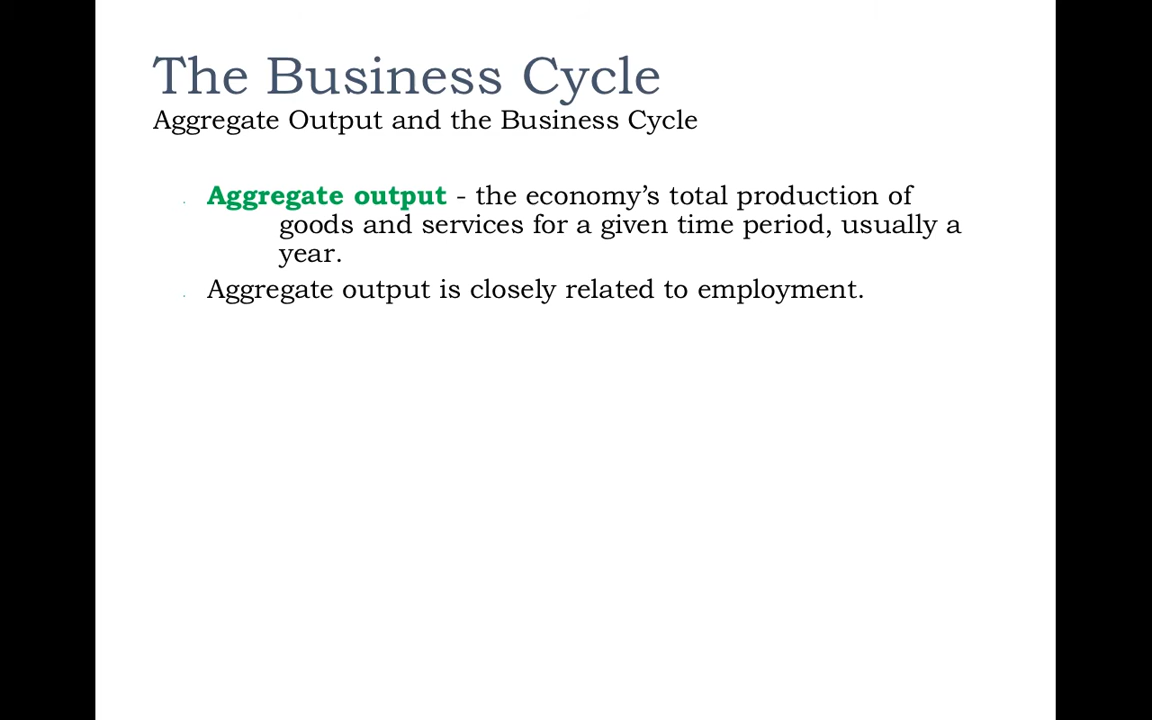 The Business Cycle
Aggregate Output and the Business Cycle
Aggregate output - the economy’s total production of
goods and services for a given time period, usually a
year.
Aggregate output is closely related to employment.